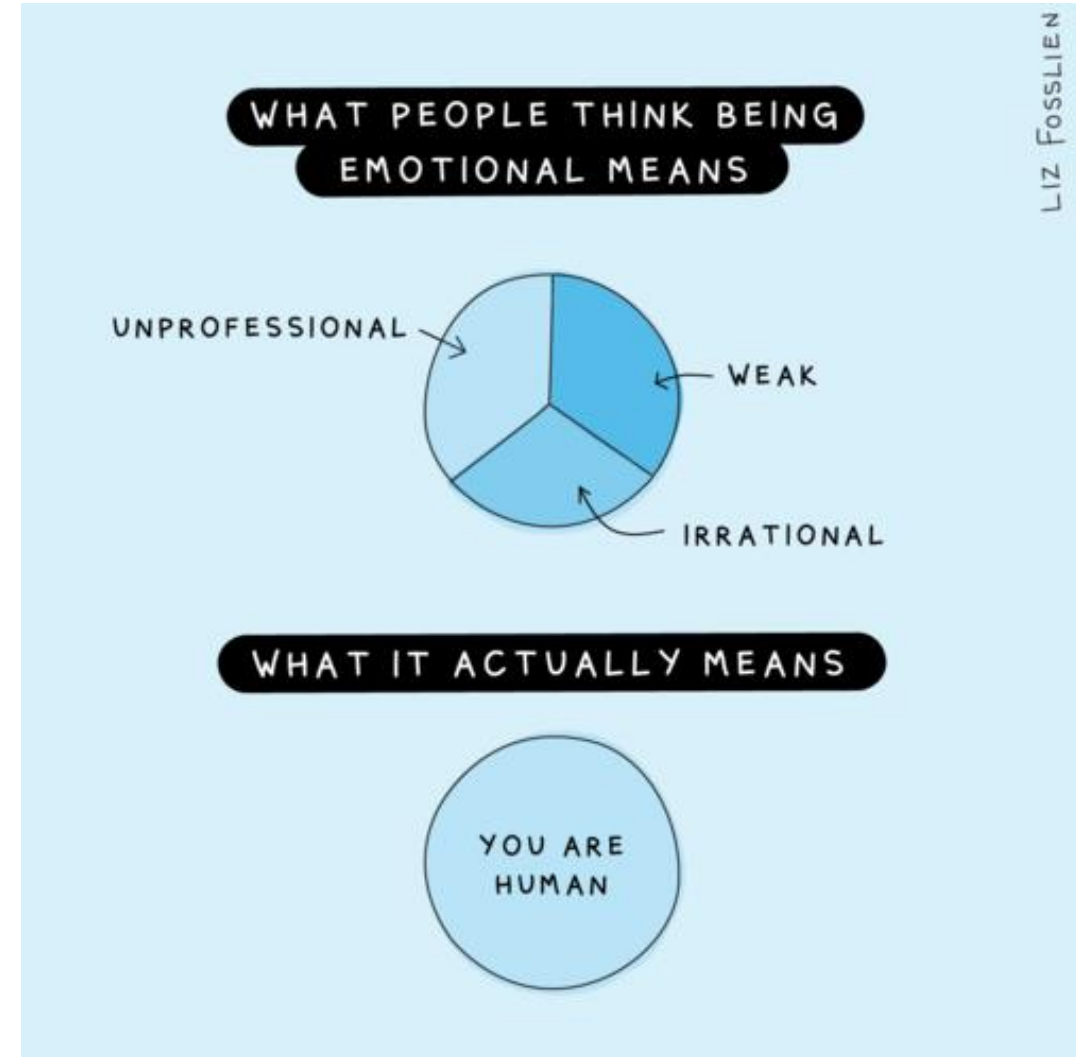 WHAT PEOPLE THINK BEING
EMOTIONAL MEANS
UNPROFESSIONAL
WEAK
IRRATIONAL
WHAT IT ACTUALLY MEANS
YOU ARE
HUMAN
LIZ FOSSLIEN